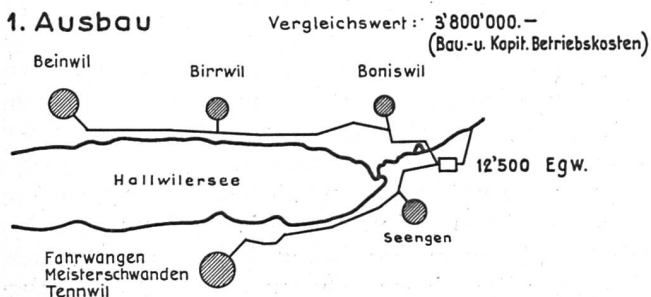 1. Ausbau
Vergleichswert: 3'800'000.–
(Bau.-u. Kapit. Betriebskosten)
Beinwil
Birrwil
Boniswil
12'500 Egw.
Hallwilersee
Seengen
Fahrwangen
Meisterschwanden
Tennwil